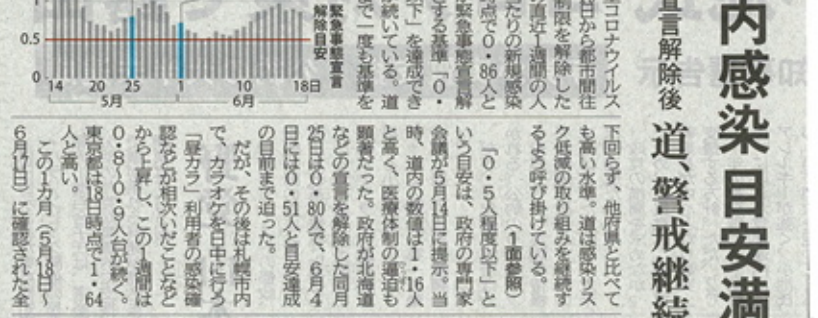 内感染 目安満
宣言解除後 道、警戒継続
コロナウイルス
日から都市間往
制限を解除した
直近1週間の人
たりの新規感染
時点で0・86人と
緊急事態宣言解
とする基準「0・
下」を達成でき
が続いている。道
で一度も基準を
緊急事態宣言
解除目安
0.5
0
14 20 25 1 10 18日
5月 6月
下回らず、他府県と比べて
も高い水準。道は感染リス
ク低減の取り組みを継続す
るよう呼び掛けている。
(1面参照)
「0・5人程度以下」と
いう目安は、政府の専門家
会議が5月14日に提示。当
時、道内の数値は1・16人
と高く、医療体制の逼迫も
顕著だった。政府が北海道
などの宣言を解除した同月
25日は0・80人で、6月4
日には0・51人と目安達成
の目前まで迫った。
だが、その後は札幌市内
で、カラオケを日中に行う
「昼カラ」利用者の感染確
認などが相次いだことなど
から上昇し、この1週間は
0・8~0・9人台が続く。
東京都は18日時点で1・64
人と高い。
この1カ月(5月18日~
6月17日)に確認された全